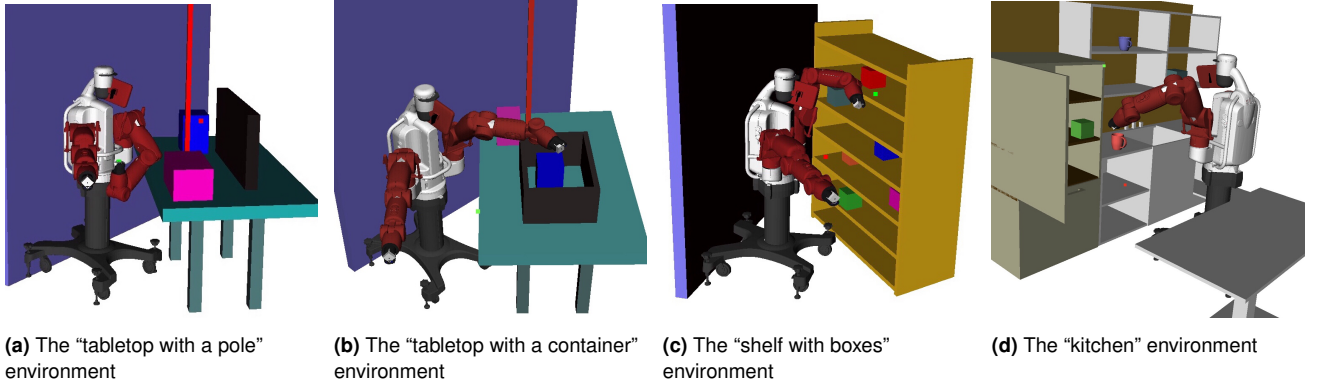 (a) The “tabletop with a pole”
environment
(b) The “tabletop with a container”
environment
(c) The “shelf with boxes”
environment
(d) The “kitchen” environment